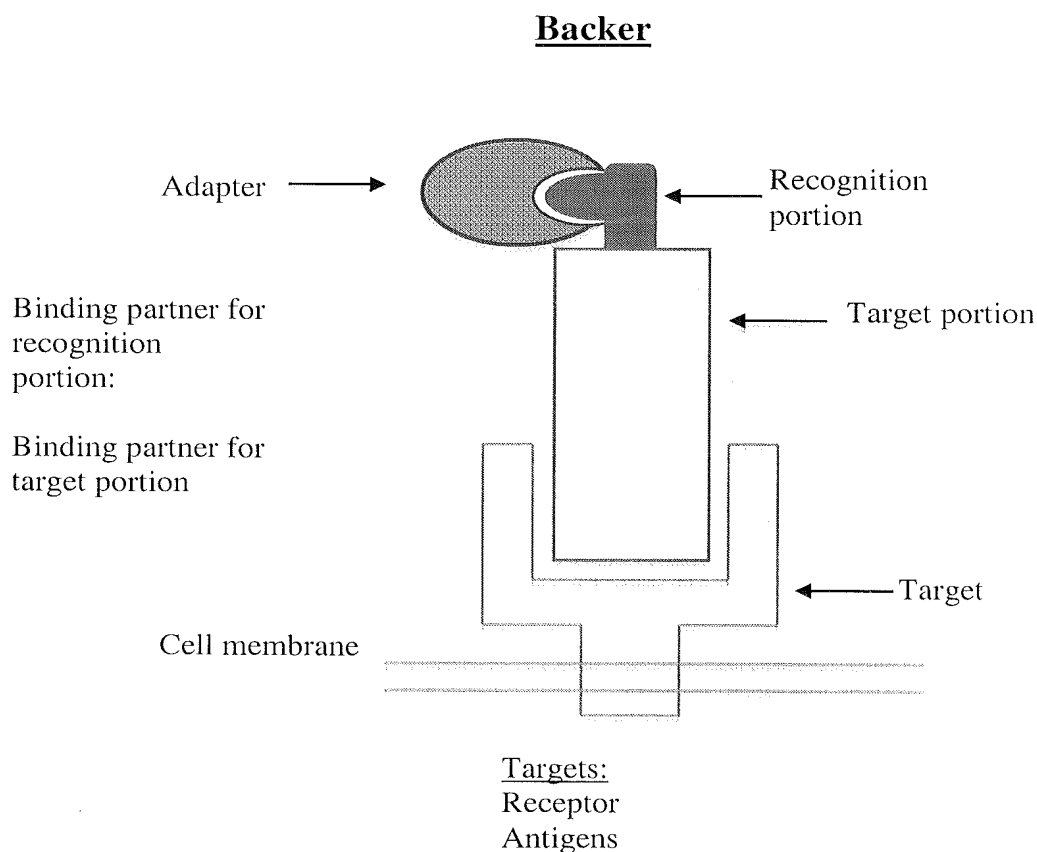 Backer
Adapter
Recognition
portion
Binding partner for
recognition
portion:
Target portion
Binding partner for
target portion
Target
Cell membrane
Targets:
Receptor
Antigens